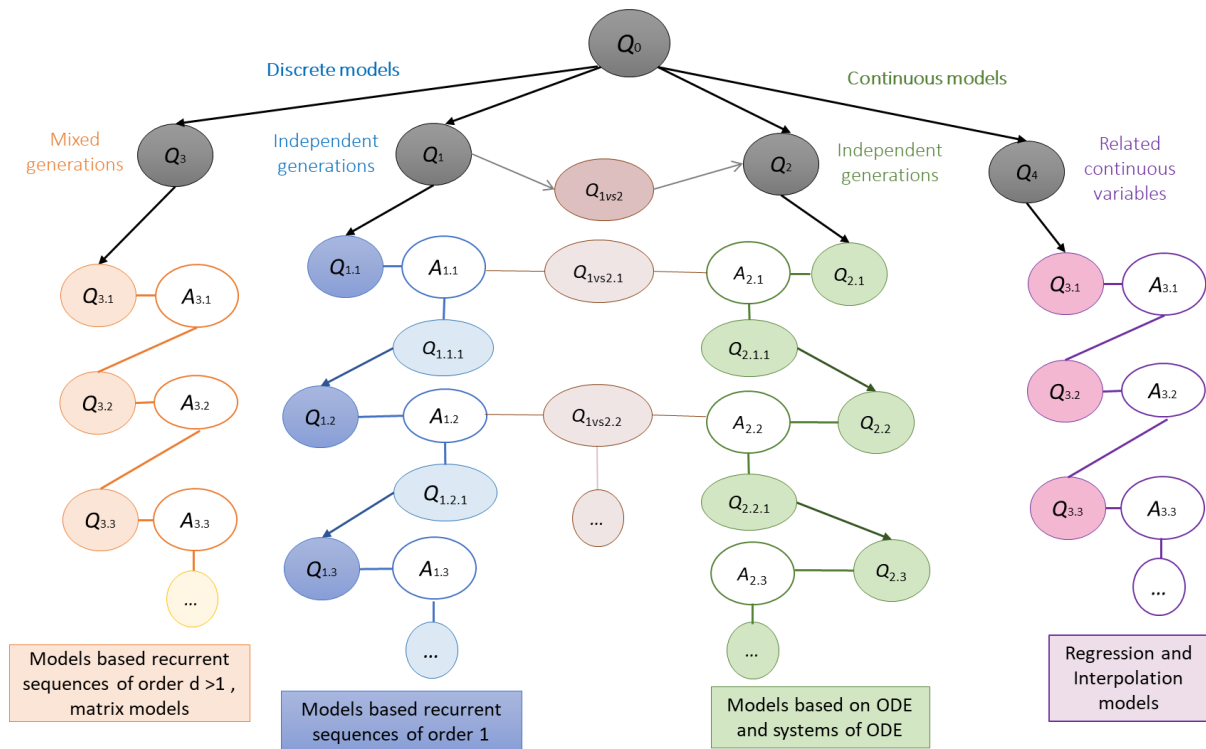 Q0
Discrete models
Continuous models
Mixed
generations
Q3
Independent
generations
Q1
Q1vs2
Q2
Independent
generations
Q4
Related
continuous
variables
Q3.1
A3.1
Q1.1
A1.1
Q1vs2.1
A2.1
Q2.1
Q3.1
A3.1
Q1.1.1
Q2.1.1
Q3.2
A3.2
Q1.2
A1.2
Q1vs2.2
A2.2
Q2.2
Q3.2
A3.2
Q1.2.1
Q2.2.1
Q3.3
A3.3
...
Q3.3
A3.3
Q1.3
A1.3
A2.3
Q2.3
...
...
...
...
Models based recurrent
sequences of order d >1 ,
matrix models
Models based recurrent
sequences of order 1
Models based on ODE
and systems of ODE
Regression and
Interpolation
models